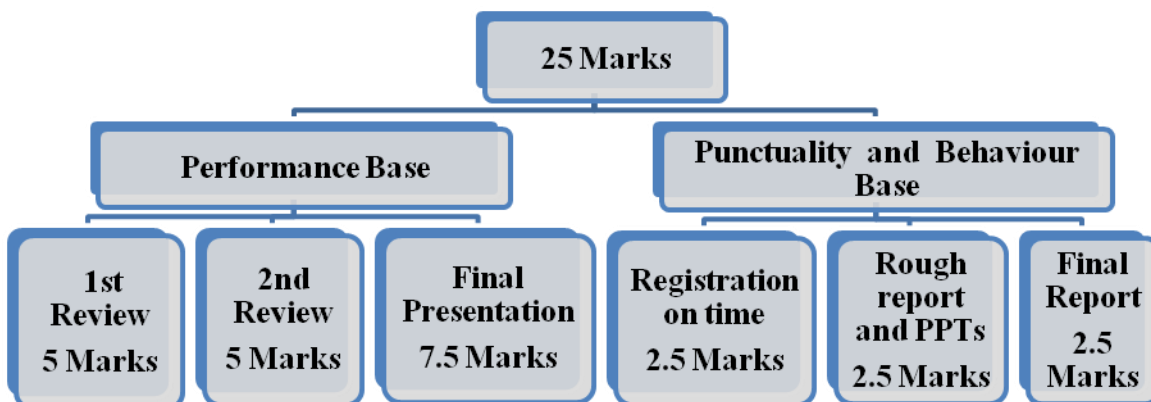 25 Marks
Performance Base
Punctuality and Behaviour
Base
1st
Review
5 Marks
2nd
Review
5 Marks
Final
Presentation
7.5 Marks
Registration
on time
2.5 Marks
Rough
report
and PPTs
2.5 Marks
Final
Report
2.5
Marks